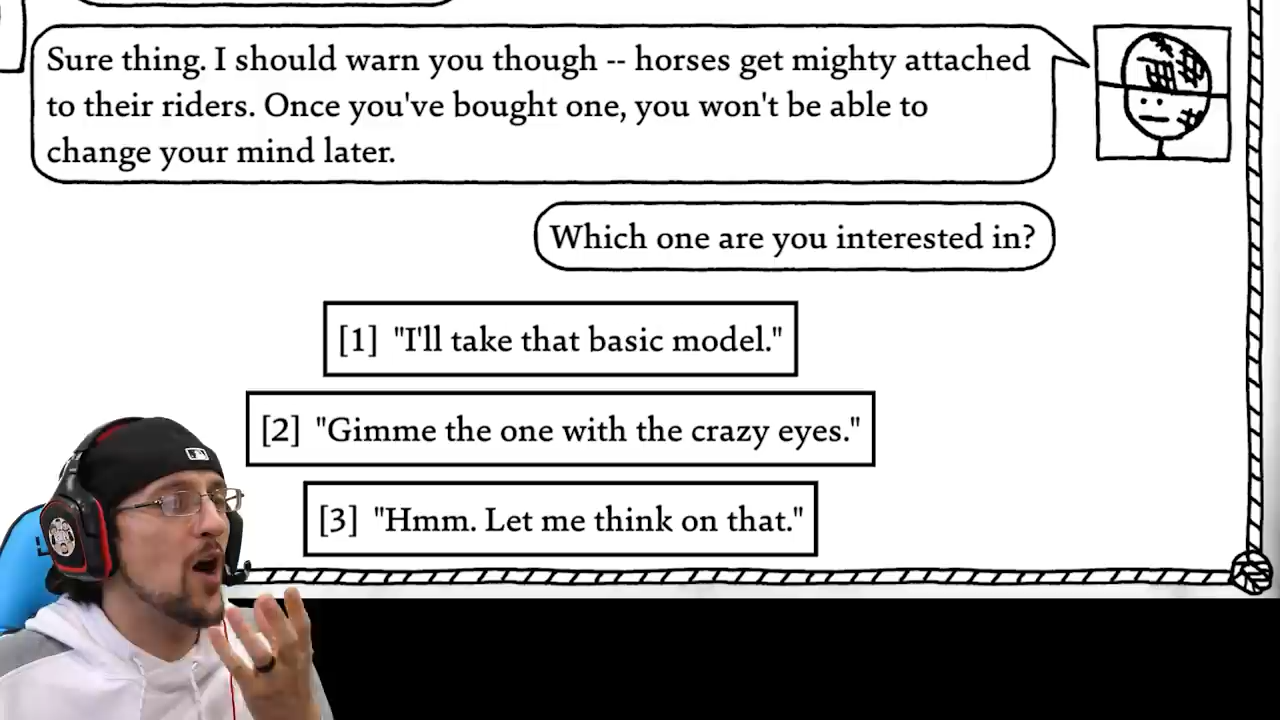 Sure thing. I should warn you though -- horses get mighty attached
to their riders. Once you've bought one, you won't be able to
change your mind later.
Which one are you interested in?
[1] "I'll take that basic model."
[2] "Gimme the one with the crazy eyes."
[3] "Hmm. Let me think on that."